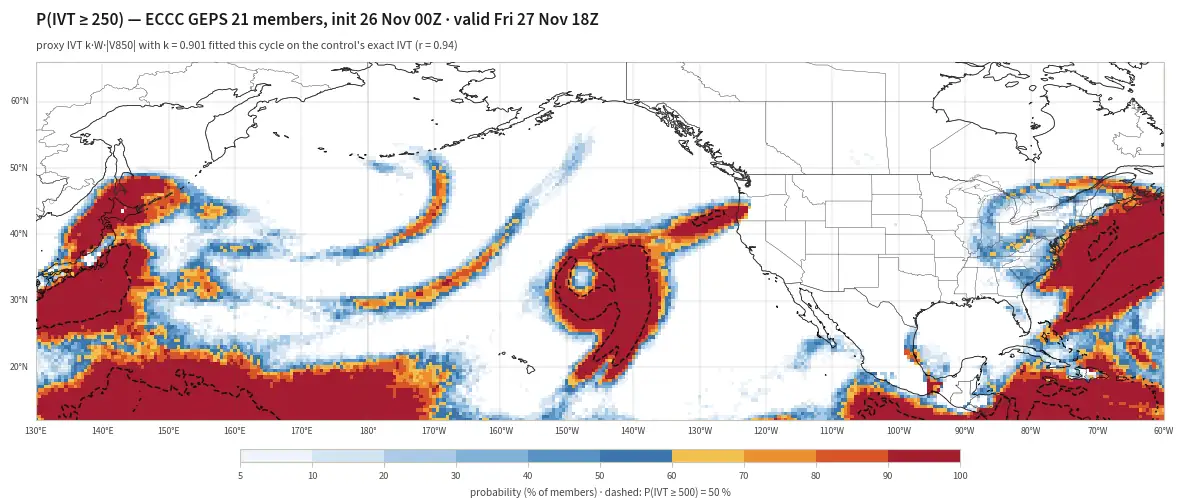 P(IVT ≥ 250) — ECCC GEPS 21 members, init 26 Nov 00Z · valid Fri 27 Nov 18Z
proxy IVT k·W·|V850| with k = 0.901 fitted this cycle on the control's exact IVT (r = 0.94)
60°N
50°N
40°N
30°N
20°N
130°E 140°E 150°E 160°E 170°E 180° 170°W 160°W 150°W 140°W 130°W 120°W 110°W 100°W 90°W 80°W 70°W 60°W
5 10 20 30 40 50 60 70 80 90 100
probability (% of members) · dashed: P(IVT ≥ 500) = 50 %